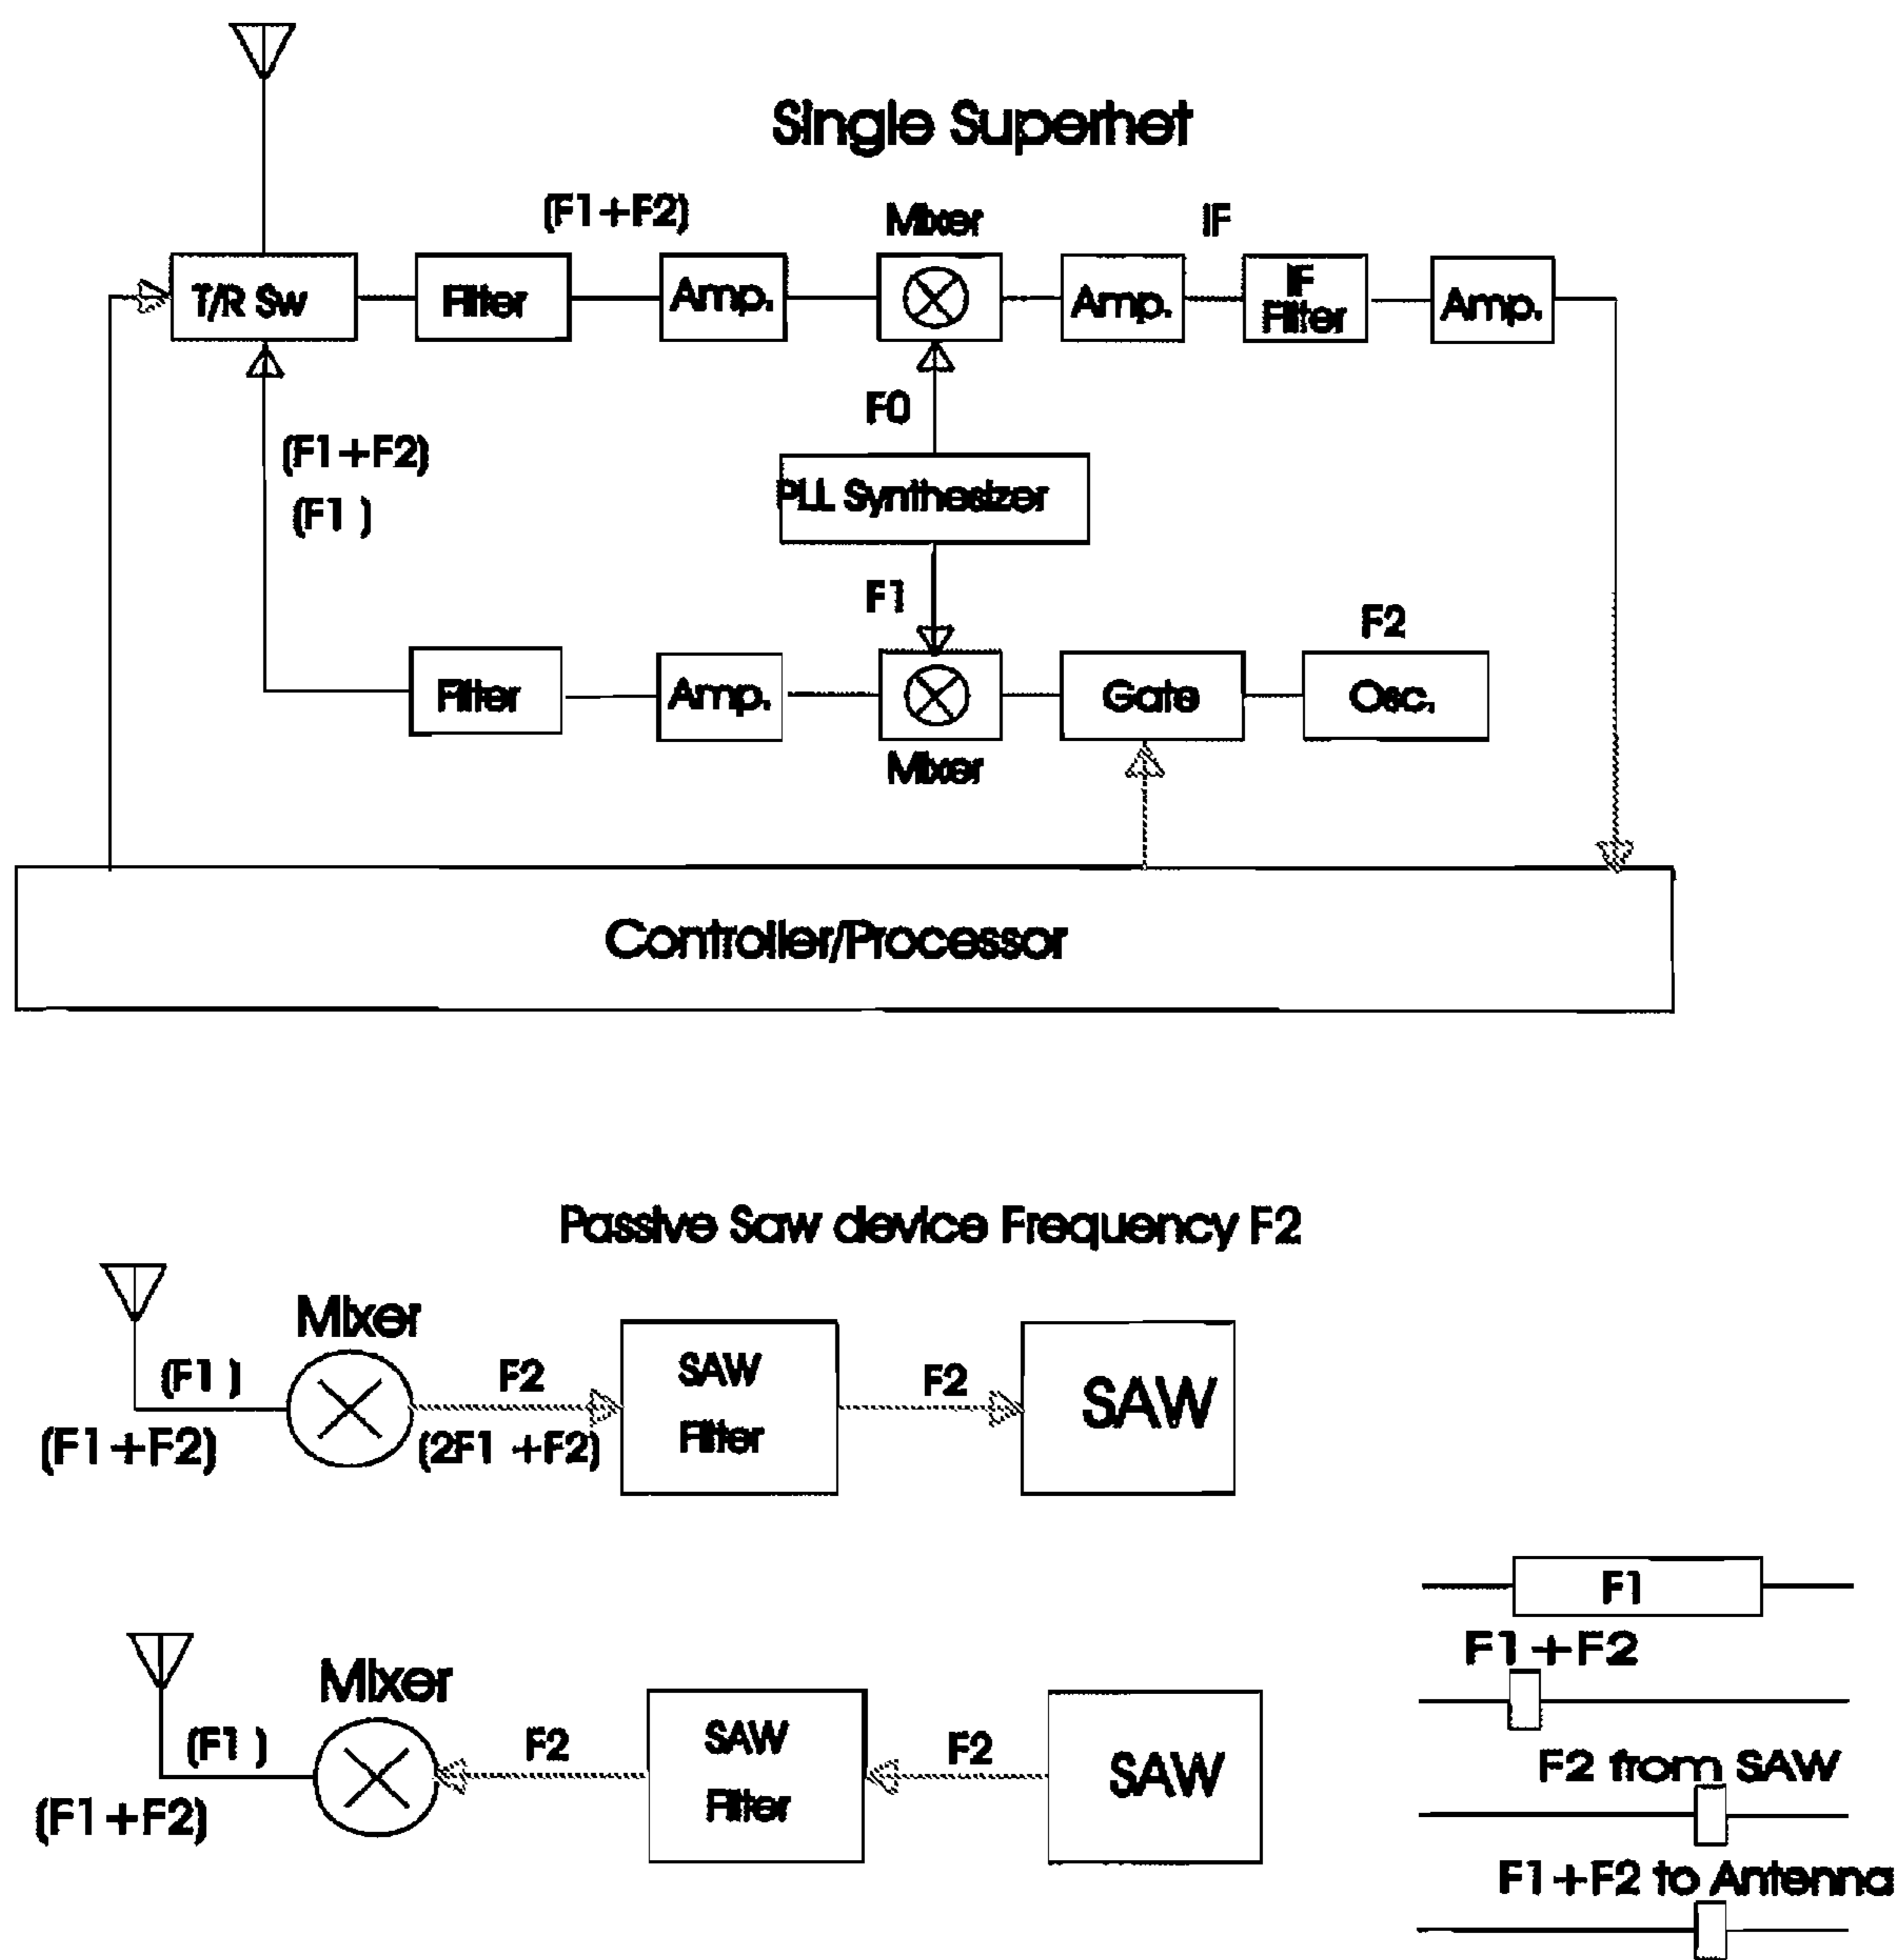 Single Superhet
(F1+F2)
Mixer
IF
T/R Sw
Filter
Amp.
Amp.
IF
Filter
Amp.
F0
(F1+F2)
(F1 )
PLL Synthesizer
F1
F2
Filter
Amp.
Gate
Osc.
Mixer
Controller/Processor
Passive Saw device Frequency F2
Mixer
(F1 )
F2
SAW
Filter
F2
SAW
(F1+F2)
(2F1 +F2)
F1
F1+F2
Mixer
(F1 )
F2
SAW
Filter
F2
SAW
(F1+F2)
F2 from SAW
F1+F2 to Antenna